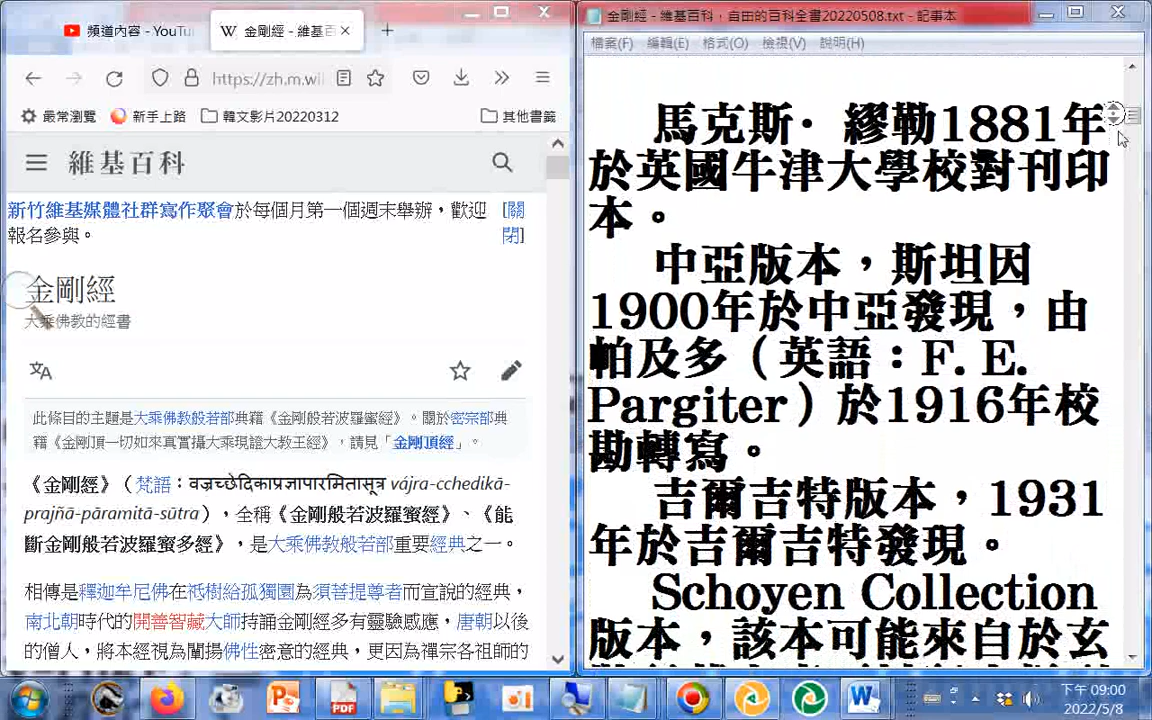 頻道內容 - YouTu
金剛經 - 維基百
https://zh.m.wi
最常瀏覽
新手上路
韓文影片20220312
其他書籤
維基百科
新竹維基媒體社群寫作聚會於每個月第一個週末舉辦，歡迎
報名參與。
[關
閉]
金剛經
大乘佛教的經書
此條目的主題是大乘佛教般若部典籍《金剛般若波羅蜜經》。關於密宗部典
籍《金剛頂一切如來真實攝大乘現證大教王經》，請見「金剛頂經」。
《金剛經》（梵語：वज्रच्छेदिकाप्रज्ञापारमितासूत्र vájra-cchedikā-
prajñā-pāramitā-sūtra），全稱《金剛般若波羅蜜經》、《能
斷金剛般若波羅蜜多經》，是大乘佛教般若部重要經典之一。
相傳是釋迦牟尼佛在祇樹給孤獨園為須菩提尊者而宣說的經典，
南北朝時代的開善智藏大師持誦金剛經多有靈驗感應，唐朝以後
的僧人，將本經視為闡揚佛性密意的經典，更因為禪宗各祖師的
金剛經 - 維基百科，自由的百科全書20220508.txt - 記事本
檔案(F) 編輯(E) 格式(O) 檢視(V) 說明(H)
馬克斯·繆勒1881年
於英國牛津大學校對刊印
本。
中亞版本，斯坦因
1900年於中亞發現，由
帕及多（英語：F. E.
Pargiter）於1916年校
勘轉寫。
吉爾吉特版本，1931
年於吉爾吉特發現。
Schoyen Collection
版本，該本可能來自於玄
下午 09:00
2022/5/8